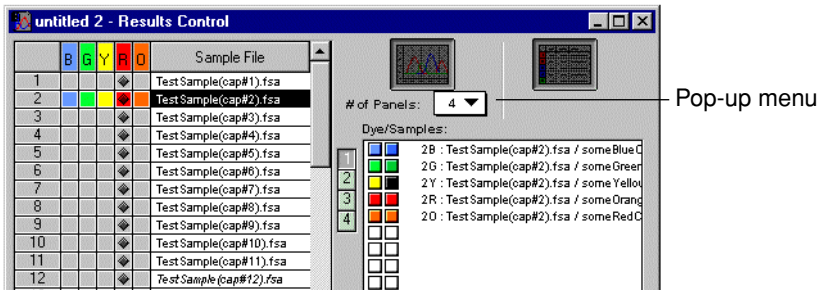 untitled 2 - Results Control
B G Y R O Sample File
1 TestSample(cap#1).fsa
2 TestSample(cap#2).fsa
3 TestSample(cap#3).fsa
4 TestSample(cap#4).fsa
5 TestSample(cap#5).fsa
6 TestSample(cap#6).fsa
7 TestSample(cap#7).fsa
8 TestSample(cap#8).fsa
9 TestSample(cap#9).fsa
10 TestSample(cap#10).fsa
11 TestSample(cap#11).fsa
12 TestSample(cap#12).fsa
# of Panels: 4
Pop-up menu
Dye/Samples:
1
2
3
4
2B : TestSample(cap#2).fsa / someBlueC
2G : TestSample(cap#2).fsa / someGreen
2Y : TestSample(cap#2).fsa / someYellou
2R : TestSample(cap#2).fsa / someOrang
2O : TestSample(cap#2).fsa / someRedC